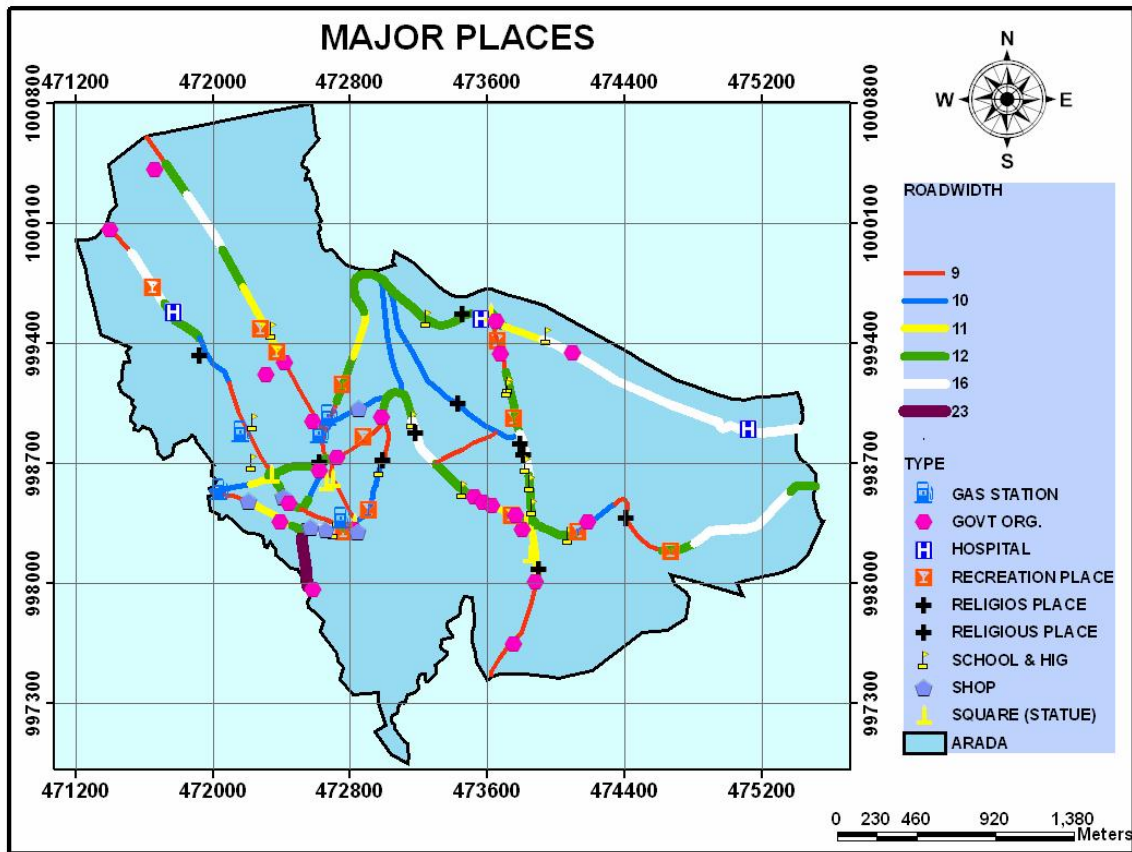 MAJOR PLACES
471200 472000 472800 473600 474400 475200
1000800 1000800
1000100 1000100
999400 999400
998700 998700
998000 998000
997300 997300
471200 472000 472800 473600 474400 475200
H
H
H
N
W E
S
ROADWIDTH
9
10
11
12
16
23
TYPE
GAS STATION
GOVT ORG.
H HOSPITAL
RECREATION PLACE
RELIGIOS PLACE
RELIGIOUS PLACE
SCHOOL & HIG
SHOP
SQUARE (STATUE)
ARADA
0 230 460 920 1,380
Meters